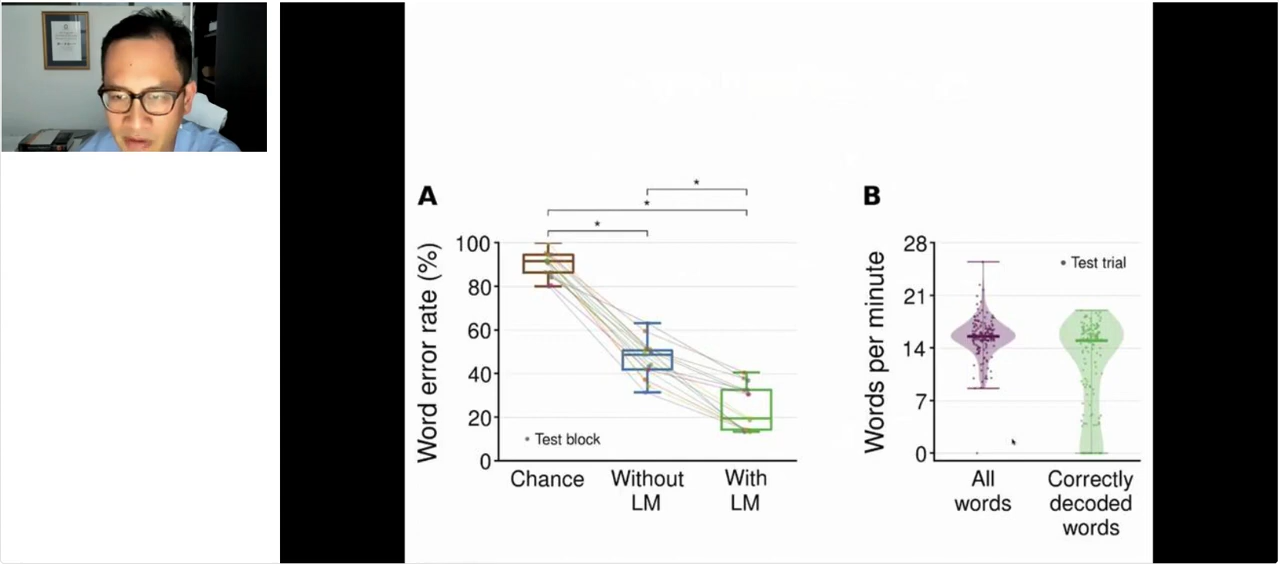 A
*
*
*
Word error rate (%)
100
80
60
40
20
0
Test block
Chance
Without
LM
With
LM
B
Words per minute
28
21
14
7
0
Test trial
All
words
Correctly
decoded
words